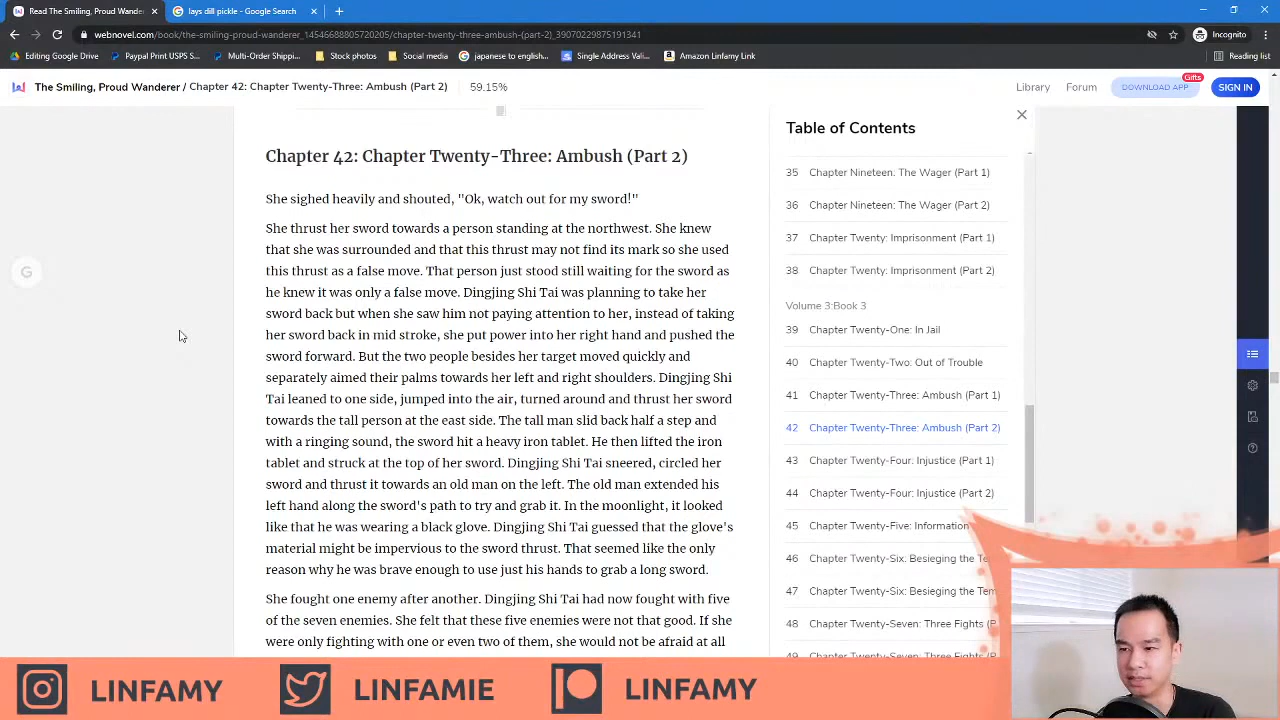 Read The Smiling, Proud Wande
lays dill pickle - Google Search
webnovel.com/book/the-smiling-proud-wanderer_14546688805720205/chapter-twenty-three-ambush-(part-2)_39070229875191341
Incognito
Editing Google Drive
Paypal Print USPS S...
Multi-Order Shippi...
Stock photos
Social media
japanese to english...
Single Address Vali...
Amazon Linfamy Link
Reading list
The Smiling, Proud Wanderer / Chapter 42: Chapter Twenty-Three: Ambush (Part 2)
59.15%
Library
Forum
DOWNLOAD APP
Gifts
SIGN IN
Chapter 42: Chapter Twenty-Three: Ambush (Part 2)
She sighed heavily and shouted, "Ok, watch out for my sword!"
She thrust her sword towards a person standing at the northwest. She knew
that she was surrounded and that this thrust may not find its mark so she used
this thrust as a false move. That person just stood still waiting for the sword as
he knew it was only a false move. Dingjing Shi Tai was planning to take her
sword back but when she saw him not paying attention to her, instead of taking
her sword back in mid stroke, she put power into her right hand and pushed the
sword forward. But the two people besides her target moved quickly and
separately aimed their palms towards her left and right shoulders. Dingjing Shi
Tai leaned to one side, jumped into the air, turned around and thrust her sword
towards the tall person at the east side. The tall man slid back half a step and
with a ringing sound, the sword hit a heavy iron tablet. He then lifted the iron
tablet and struck at the top of her sword. Dingjing Shi Tai sneered, circled her
sword and thrust it towards an old man on the left. The old man extended his
left hand along the sword's path to try and grab it. In the moonlight, it looked
like that he was wearing a black glove. Dingjing Shi Tai guessed that the glove's
material might be impervious to the sword thrust. That seemed like the only
reason why he was brave enough to use just his hands to grab a long sword.
She fought one enemy after another. Dingjing Shi Tai had now fought with five
of the seven enemies. She felt that these five enemies were not that good. If she
were only fighting with one or even two of them, she would not be afraid at all
Table of Contents
35 Chapter Nineteen: The Wager (Part 1)
36 Chapter Nineteen: The Wager (Part 2)
37 Chapter Twenty: Imprisonment (Part 1)
38 Chapter Twenty: Imprisonment (Part 2)
Volume 3:Book 3
39 Chapter Twenty-One: In Jail
40 Chapter Twenty-Two: Out of Trouble
41 Chapter Twenty-Three: Ambush (Part 1)
42 Chapter Twenty-Three: Ambush (Part 2)
43 Chapter Twenty-Four: Injustice (Part 1)
44 Chapter Twenty-Four: Injustice (Part 2)
45 Chapter Twenty-Five: Information
46 Chapter Twenty-Six: Besieging the Te
47 Chapter Twenty-Six: Besieging the Tem
48 Chapter Twenty-Seven: Three Fights (P
49 Chapter Twenty-Seven: Three Fights (P
G
LINFAMY
LINFAMIE
LINFAMY